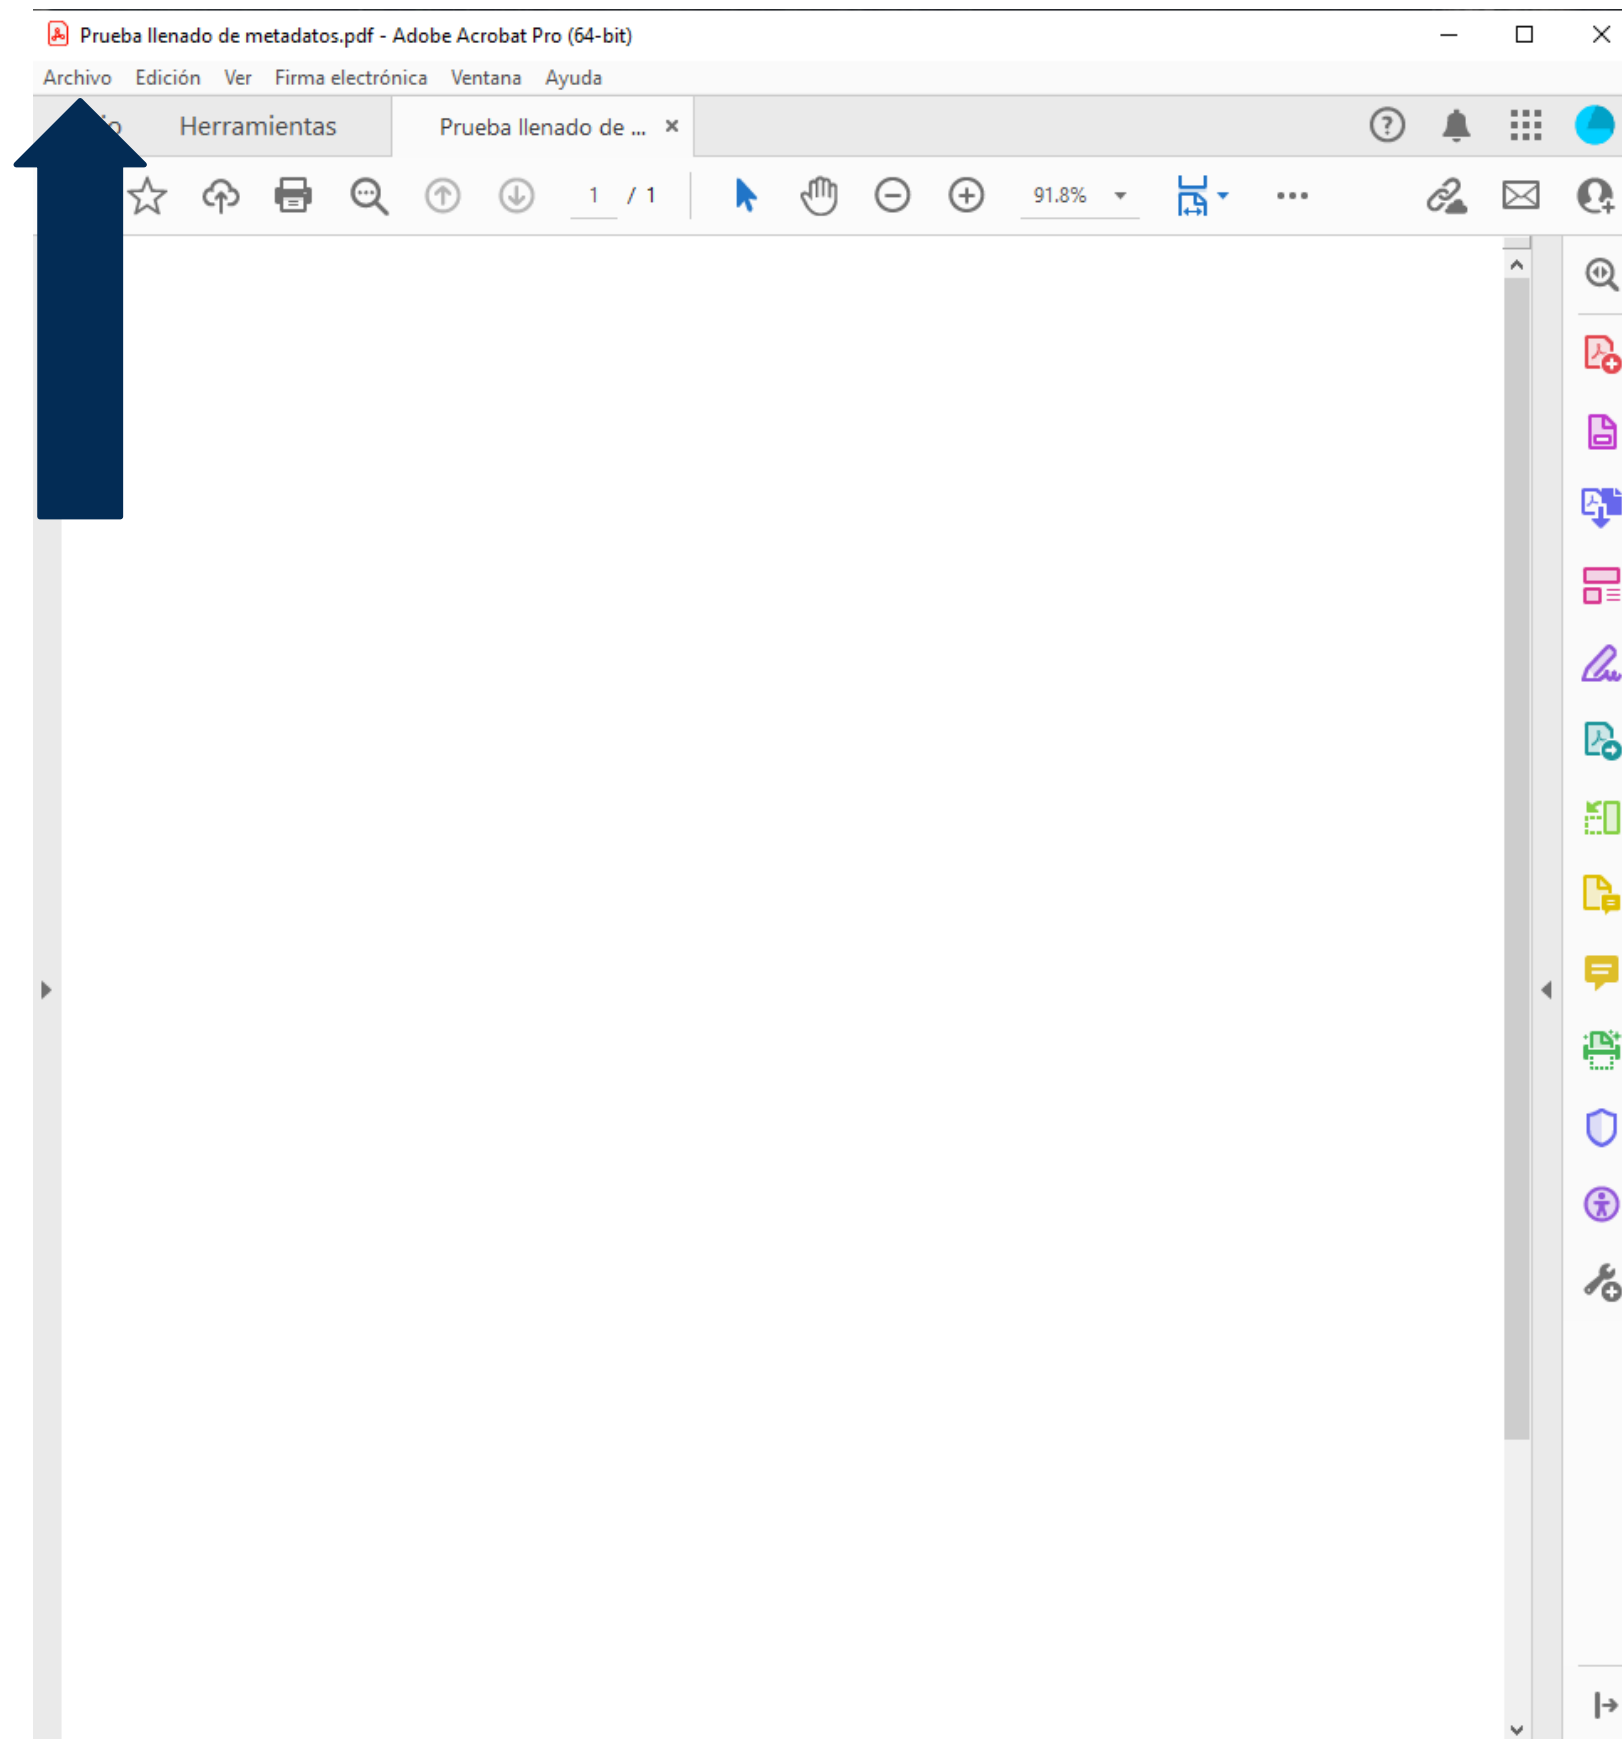 Prueba llenado de metadatos.pdf - Adobe Acrobat Pro (64-bit)
Archivo Edición Ver Firma electrónica Ventana Ayuda
Herramientas Prueba llenado de ... ×
1 / 1 91.8%